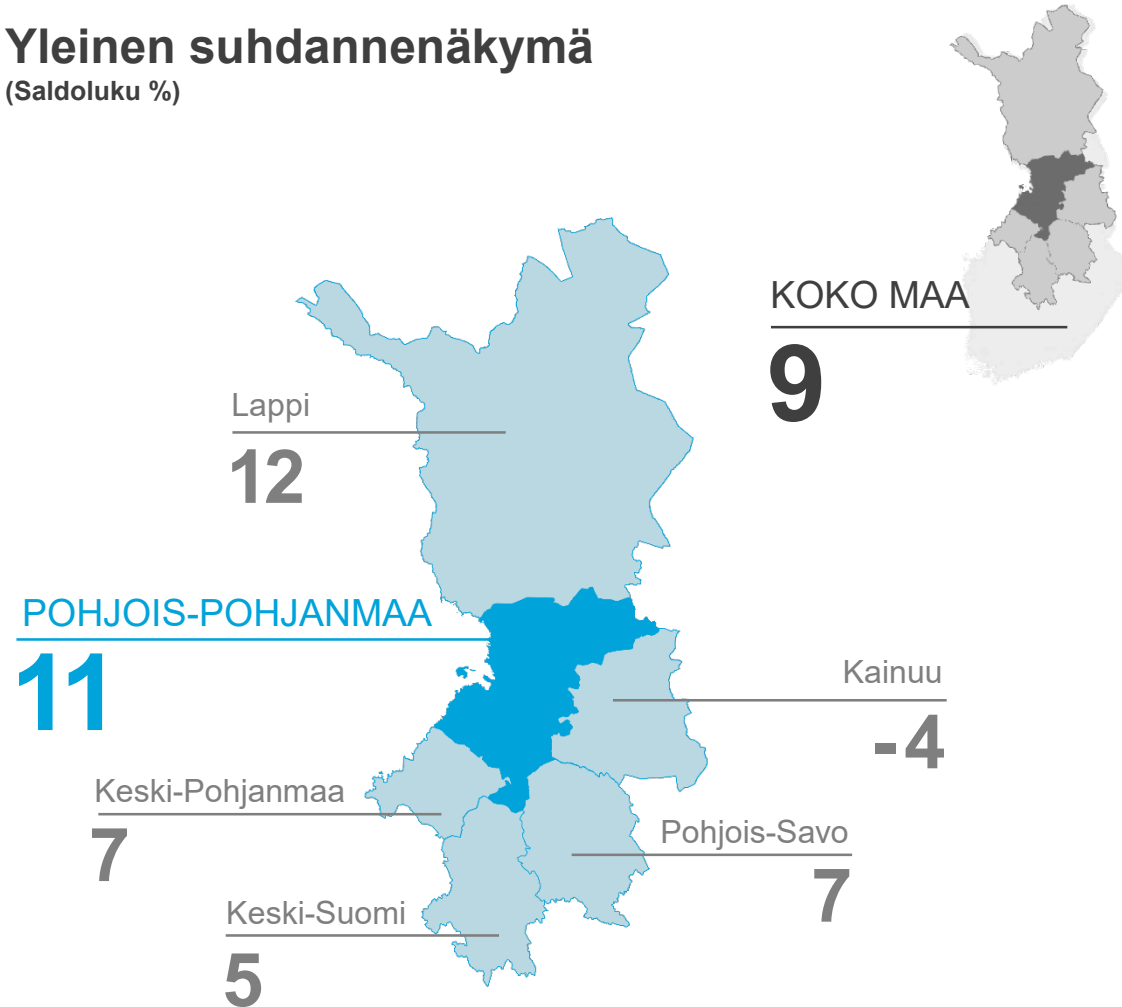 Yleinen suhdannenäkymä
(Saldoluku %)
KOKO MAA
9
Lappi
12
POHJOIS-POHJANMAA
11
Kainuu
-4
Keski-Pohjanmaa
7
Pohjois-Savo
7
Keski-Suomi
5